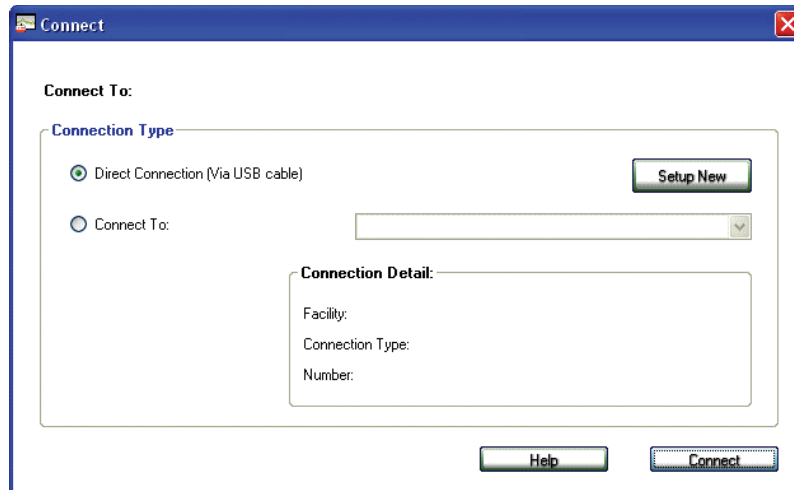 Connect
Connect To:
Connection Type
Direct Connection (Via USB cable)
Setup New
Connect To:
Connection Detail:
Facility:
Connection Type:
Number:
Help
Connect